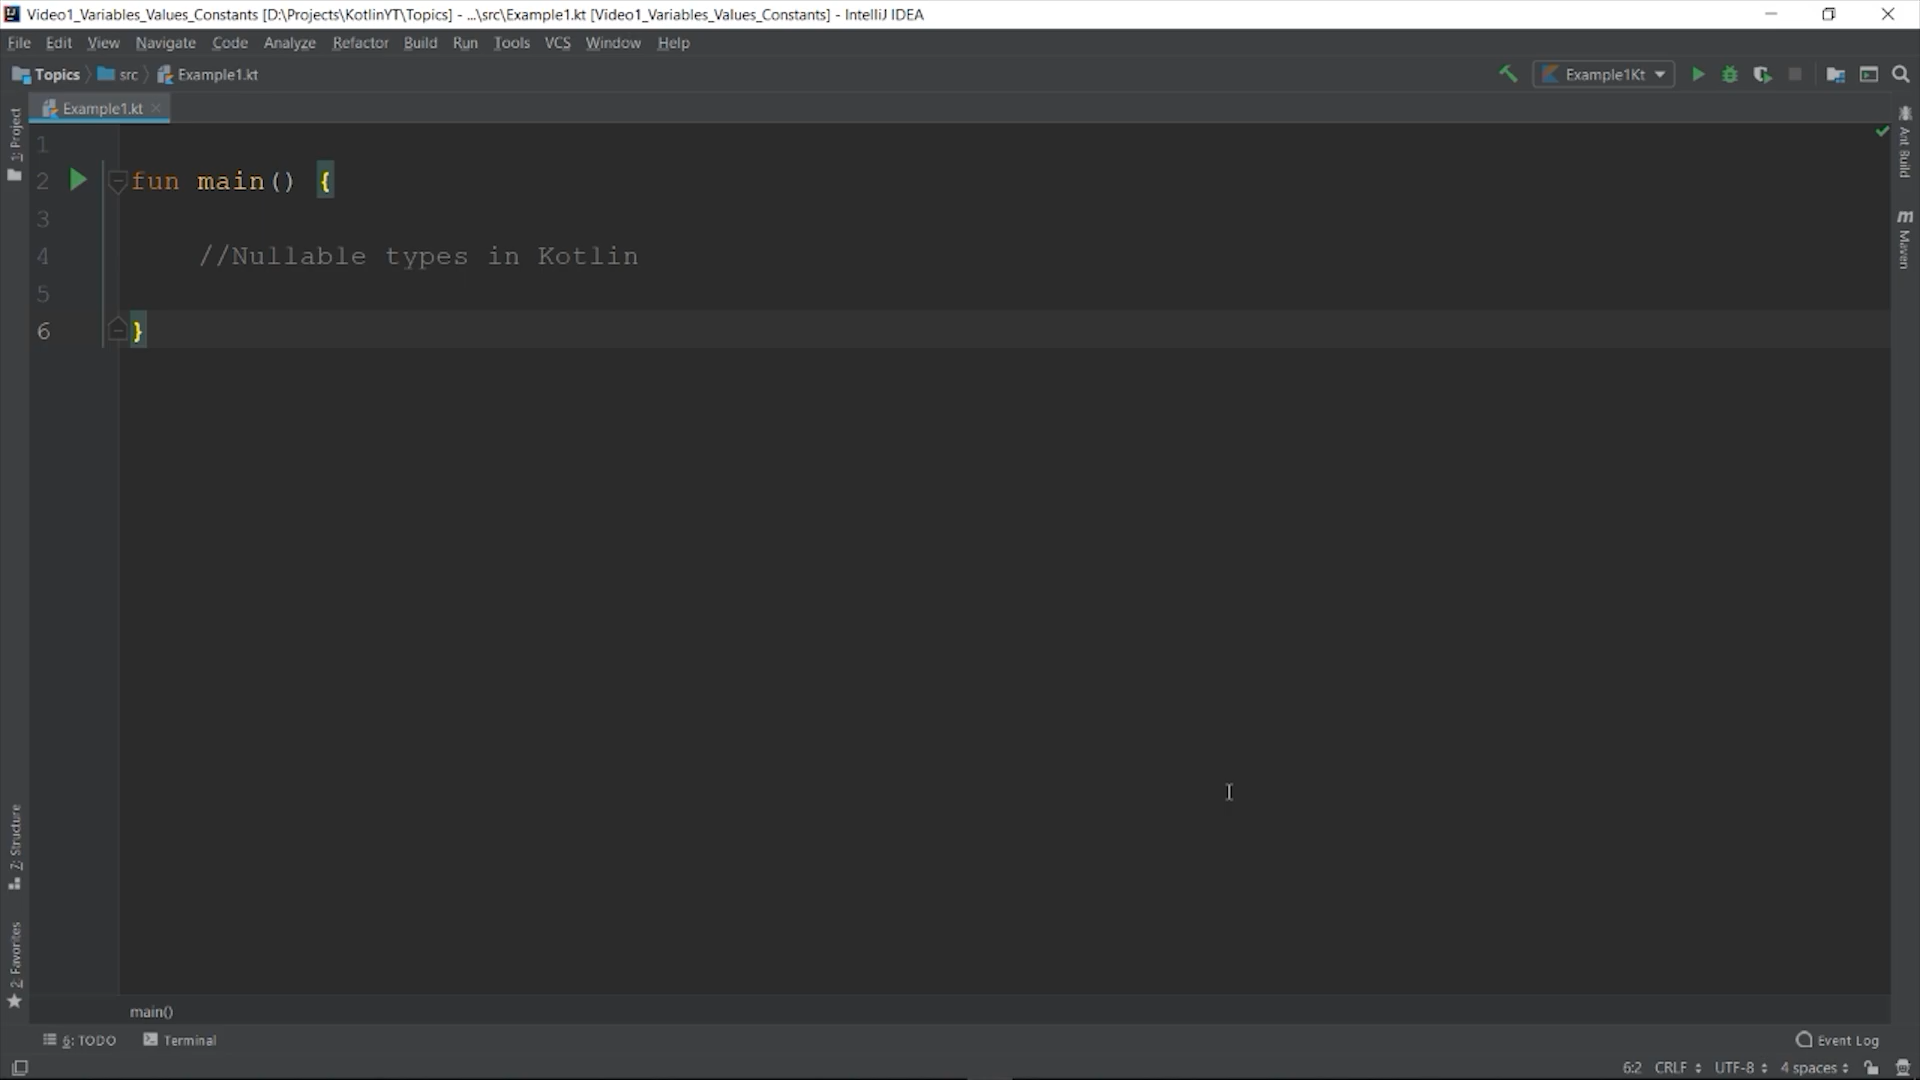 Video1_Variables_Values_Constants [D:\Projects\KotlinYT\Topics] - ...\src\Example1.kt [Video1_Variables_Values_Constants] - IntelliJ IDEA
File Edit View Navigate Code Analyze Refactor Build Run Tools VCS Window Help
Topics src Example1.kt Example1Kt
Example1.kt
1: Project
Ant Build
Maven
1
2 fun main() {
3
4 //Nullable types in Kotlin
5
6 }
Z: Structure
2: Favorites
main()
6: TODO Terminal Event Log
6:2 CRLF UTF-8 4 spaces